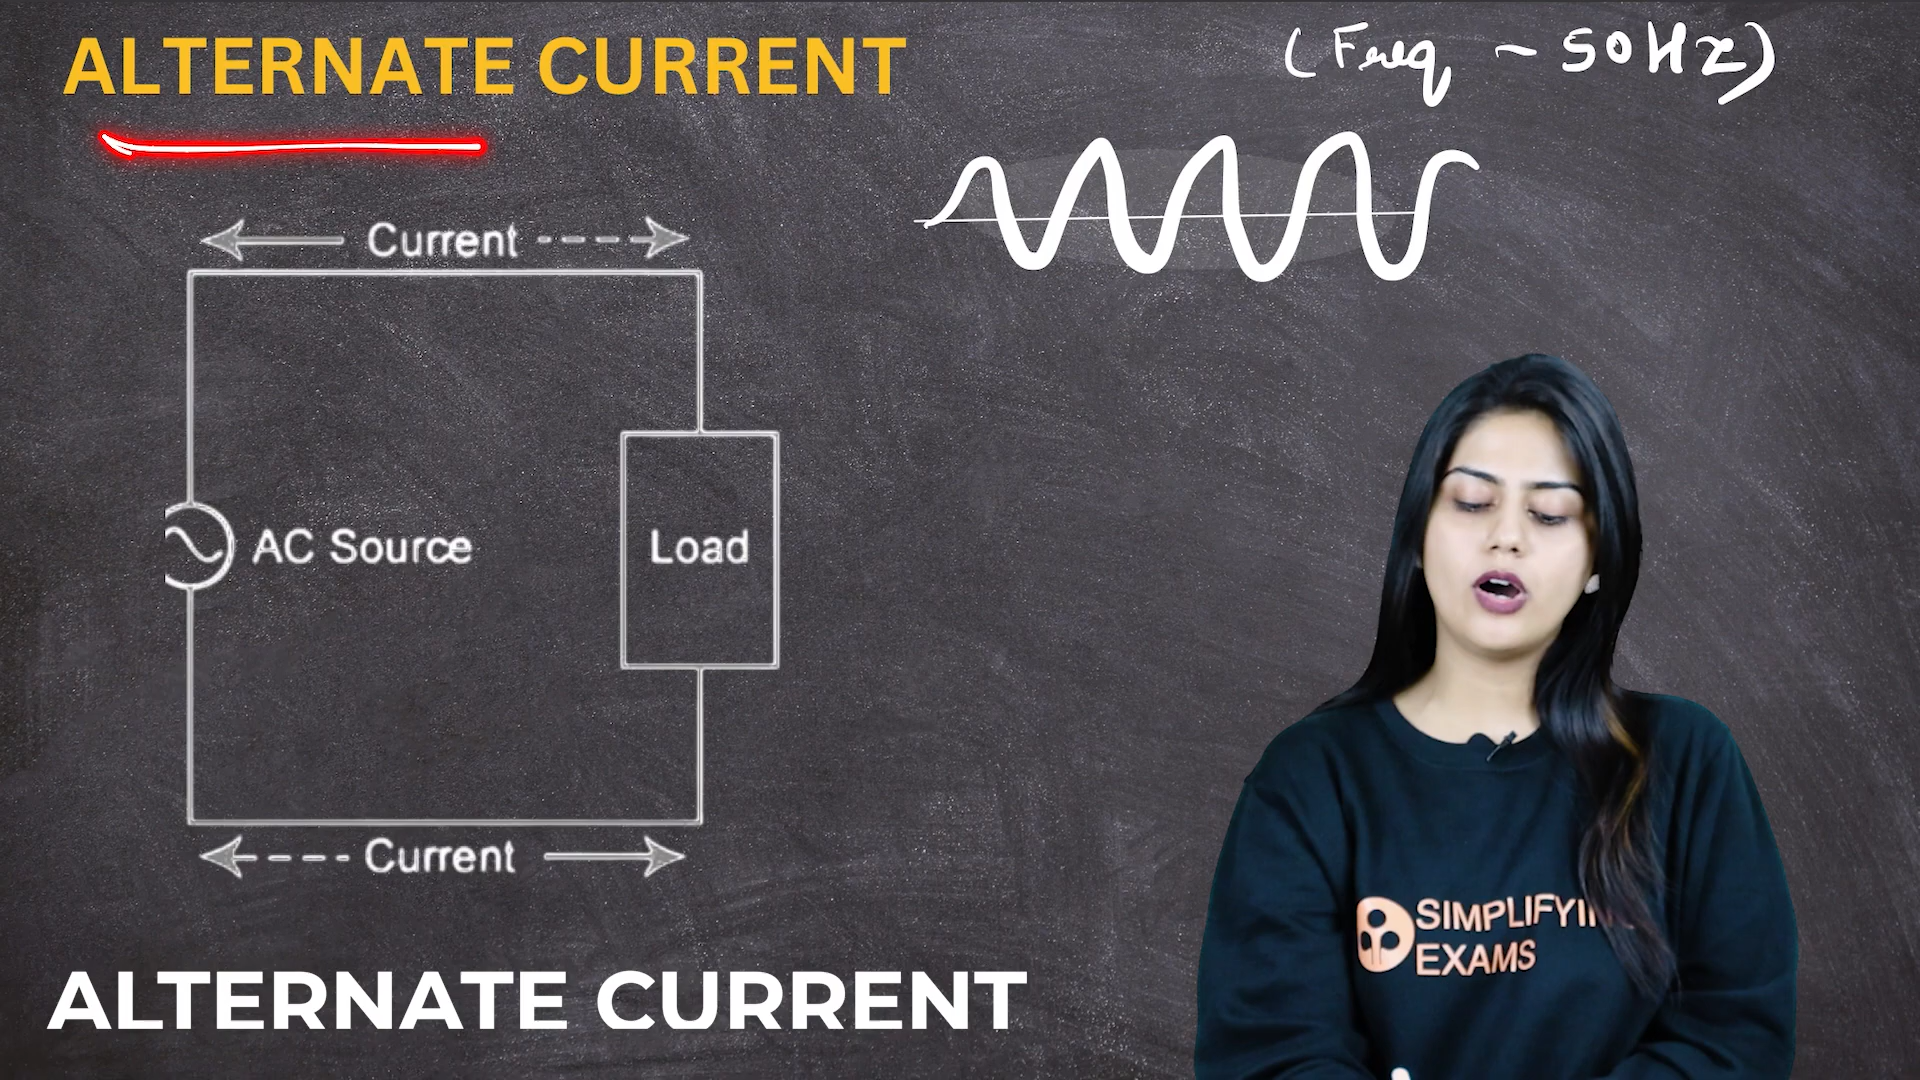 ALTERNATE CURRENT
(Freq ~ 50Hz)
Current
AC Source
Load
Current
SIMPLIFYIN
EXAMS
ALTERNATE CURRENT